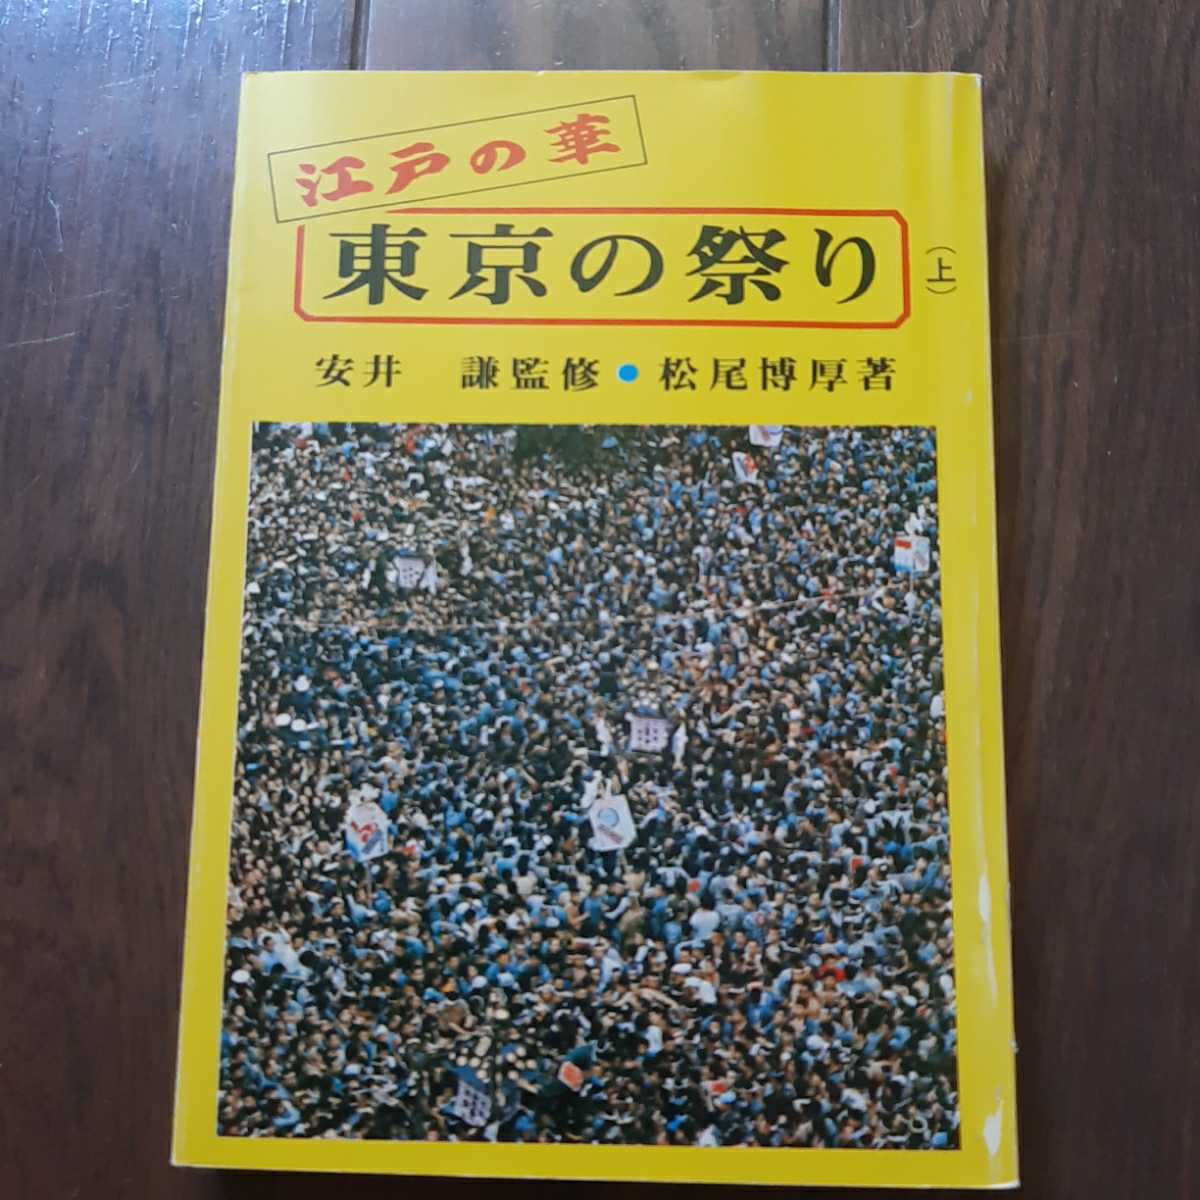 江戸の華
東京の祭り(上)
安井 謙監修●松尾博厚著